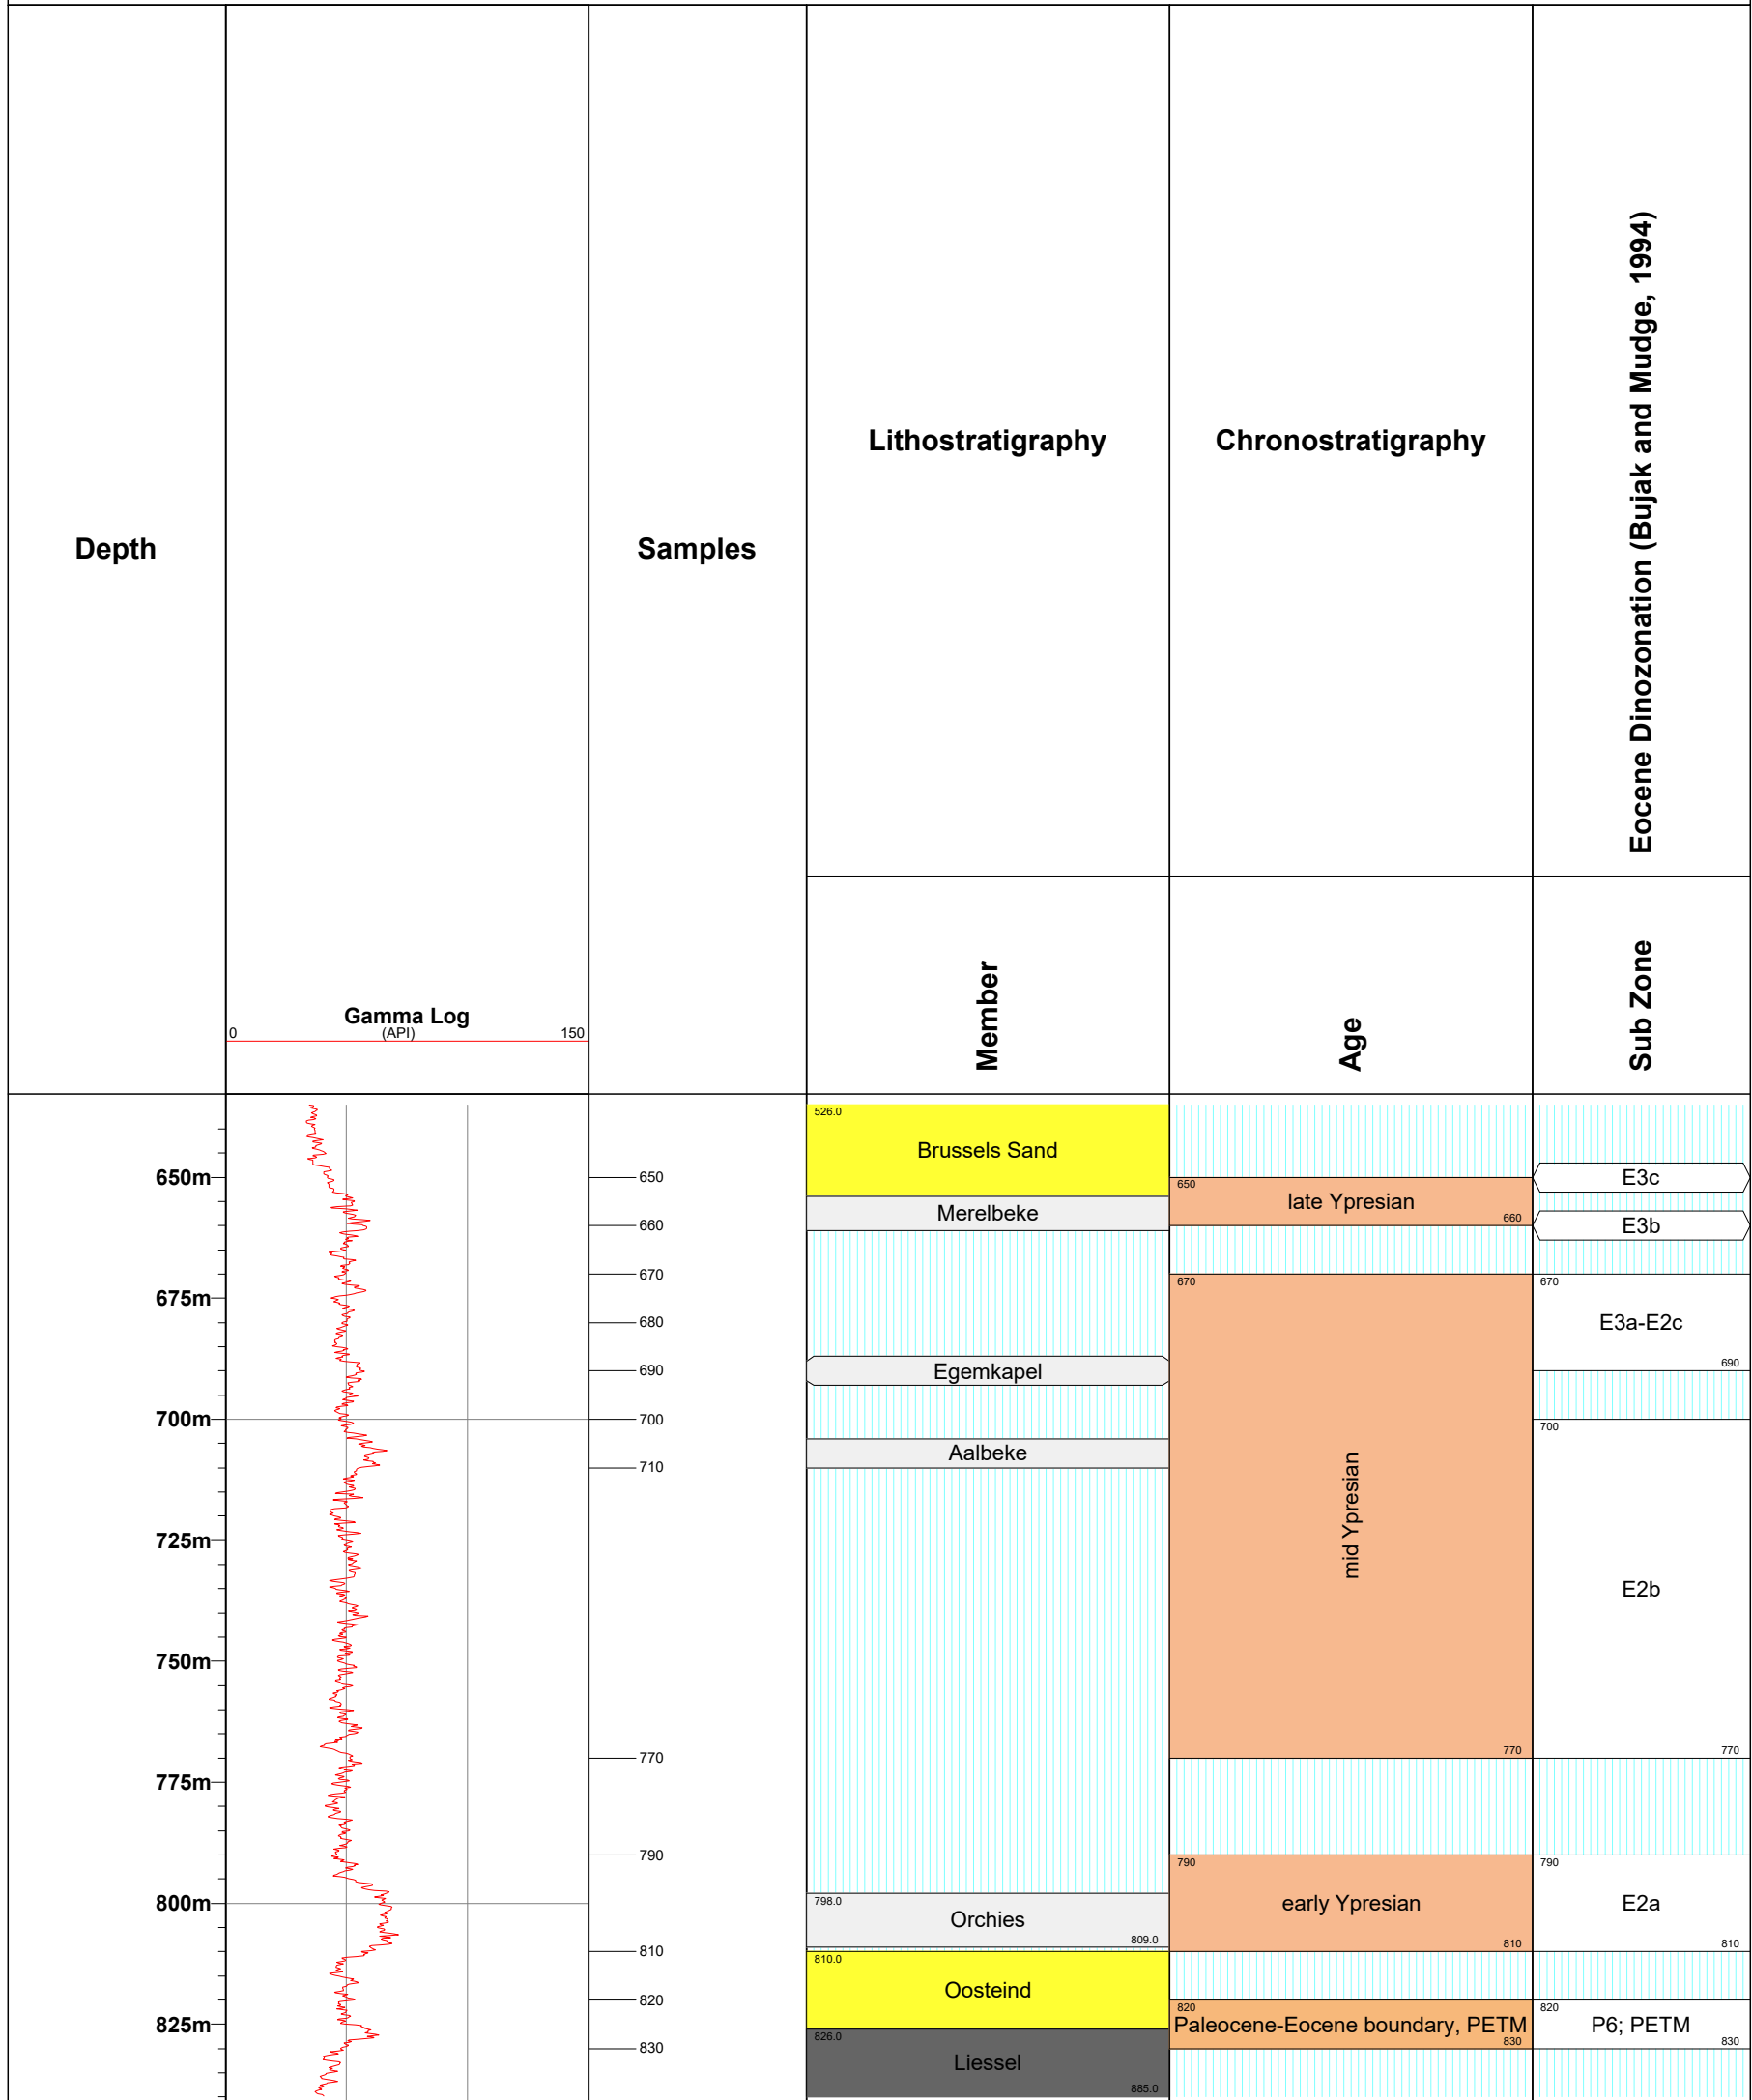 Depth
Gamma Log
(API)
0
150
Samples
Lithostratigraphy
Member
Chronostratigraphy
Age
Eocene Dinozonation (Bujak and Mudge, 1994)
Sub Zone
650m
675m
700m
725m
750m
775m
800m
825m
650
660
670
680
690
700
710
770
790
810
820
830
526.0
Brussels Sand
Merelbeke
Egemkapel
Aalbeke
798.0
Orchies
809.0
810.0
Oosteind
826.0
Liessel
885.0
650
late Ypresian
660
670
mid Ypresian
770
790
early Ypresian
810
820
Paleocene-Eocene boundary, PETM
830
E3c
E3b
670
E3a-E2c
690
700
E2b
770
790
E2a
810
820
P6; PETM
830